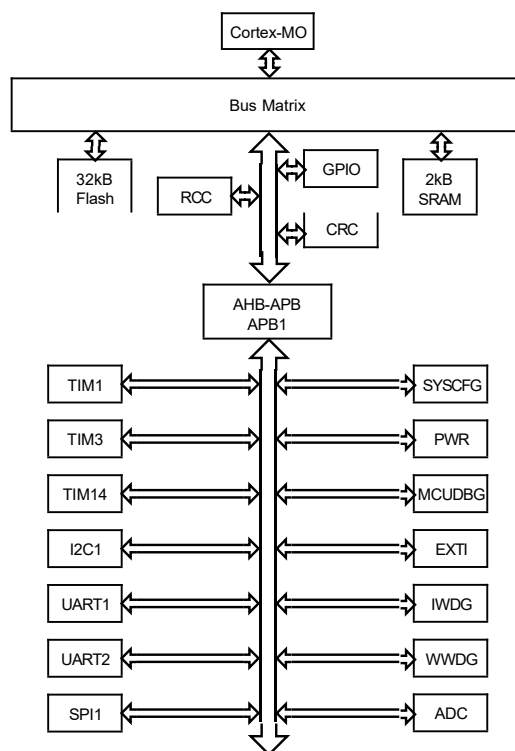 Cortex-MO
Bus Matrix
32kB
Flash
RCC
GPIO
CRC
2kB
SRAM
AHB-APB
APB1
TIM1
SYSCFG
TIM3
PWR
TIM14
MCUDBG
I2C1
EXTI
UART1
IWDG
UART2
WWDG
SPI1
ADC